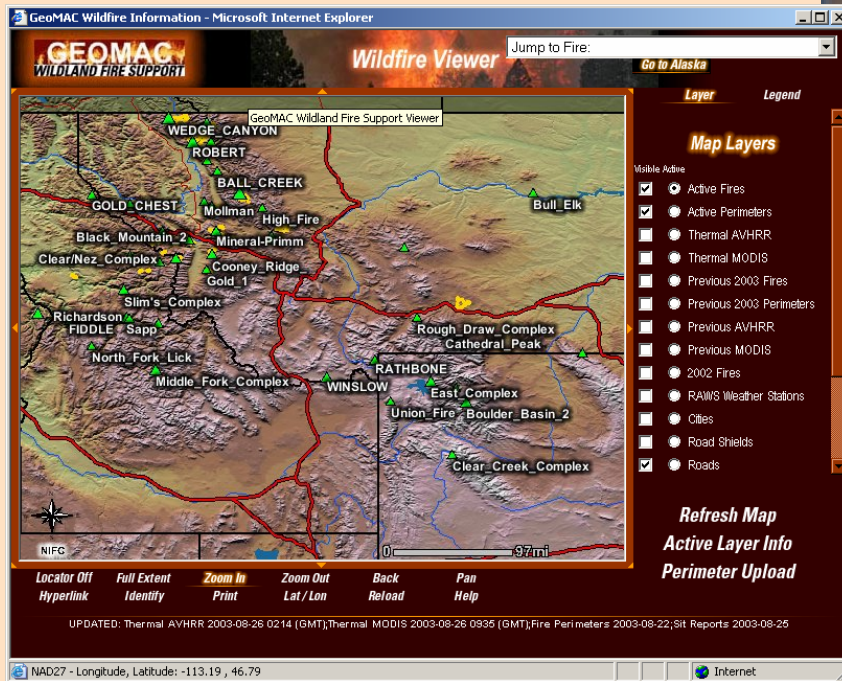 GeoMAC Wildfire Information - Microsoft Internet Explorer
GEOMAC
WILDLAND FIRE SUPPORT
Wildfire Viewer
Jump to Fire:
Go to Alaska
Layer Legend
GeoMAC Wildland Fire Support Viewer
WEDGE_CANYON
ROBERT
BALL_CREEK
GOLD_CHEST
Mollman
High_Fire
Bull_Elk
Black_Mountain_2
Mineral-Primm
Clear/Nez_Complex
Cooney_Ridge_
Gold_1
Slim's_Complex
Richardson
FIDDLE Sapp
Rough_Draw_Complex
Cathedral_Peak
North_Fork_Lick
RATHBONE
Middle_Fork_Complex
WINSLOW
East_Complex
Union_Fire
Boulder_Basin_2
Clear_Creek_Complex
NIFC
0 97mi
Map Layers
Visible Active
Active Fires
Active Perimeters
Thermal AVHRR
Thermal MODIS
Previous 2003 Fires
Previous 2003 Perimeters
Previous AVHRR
Previous MODIS
2002 Fires
RAWS Weather Stations
Cities
Road Shields
Roads
Refresh Map
Active Layer Info
Perimeter Upload
Locator Off Full Extent Zoom In Zoom Out Back Pan
Hyperlink Identify Print Lat / Lon Reload Help
UPDATED: Thermal AVHRR 2003-08-26 0214 (GMT);Thermal MODIS 2003-08-26 0935 (GMT);Fire Perimeters 2003-08-22;Sit Reports 2003-08-25
NAD27 - Longitude, Latitude: -113.19 , 46.79
Internet